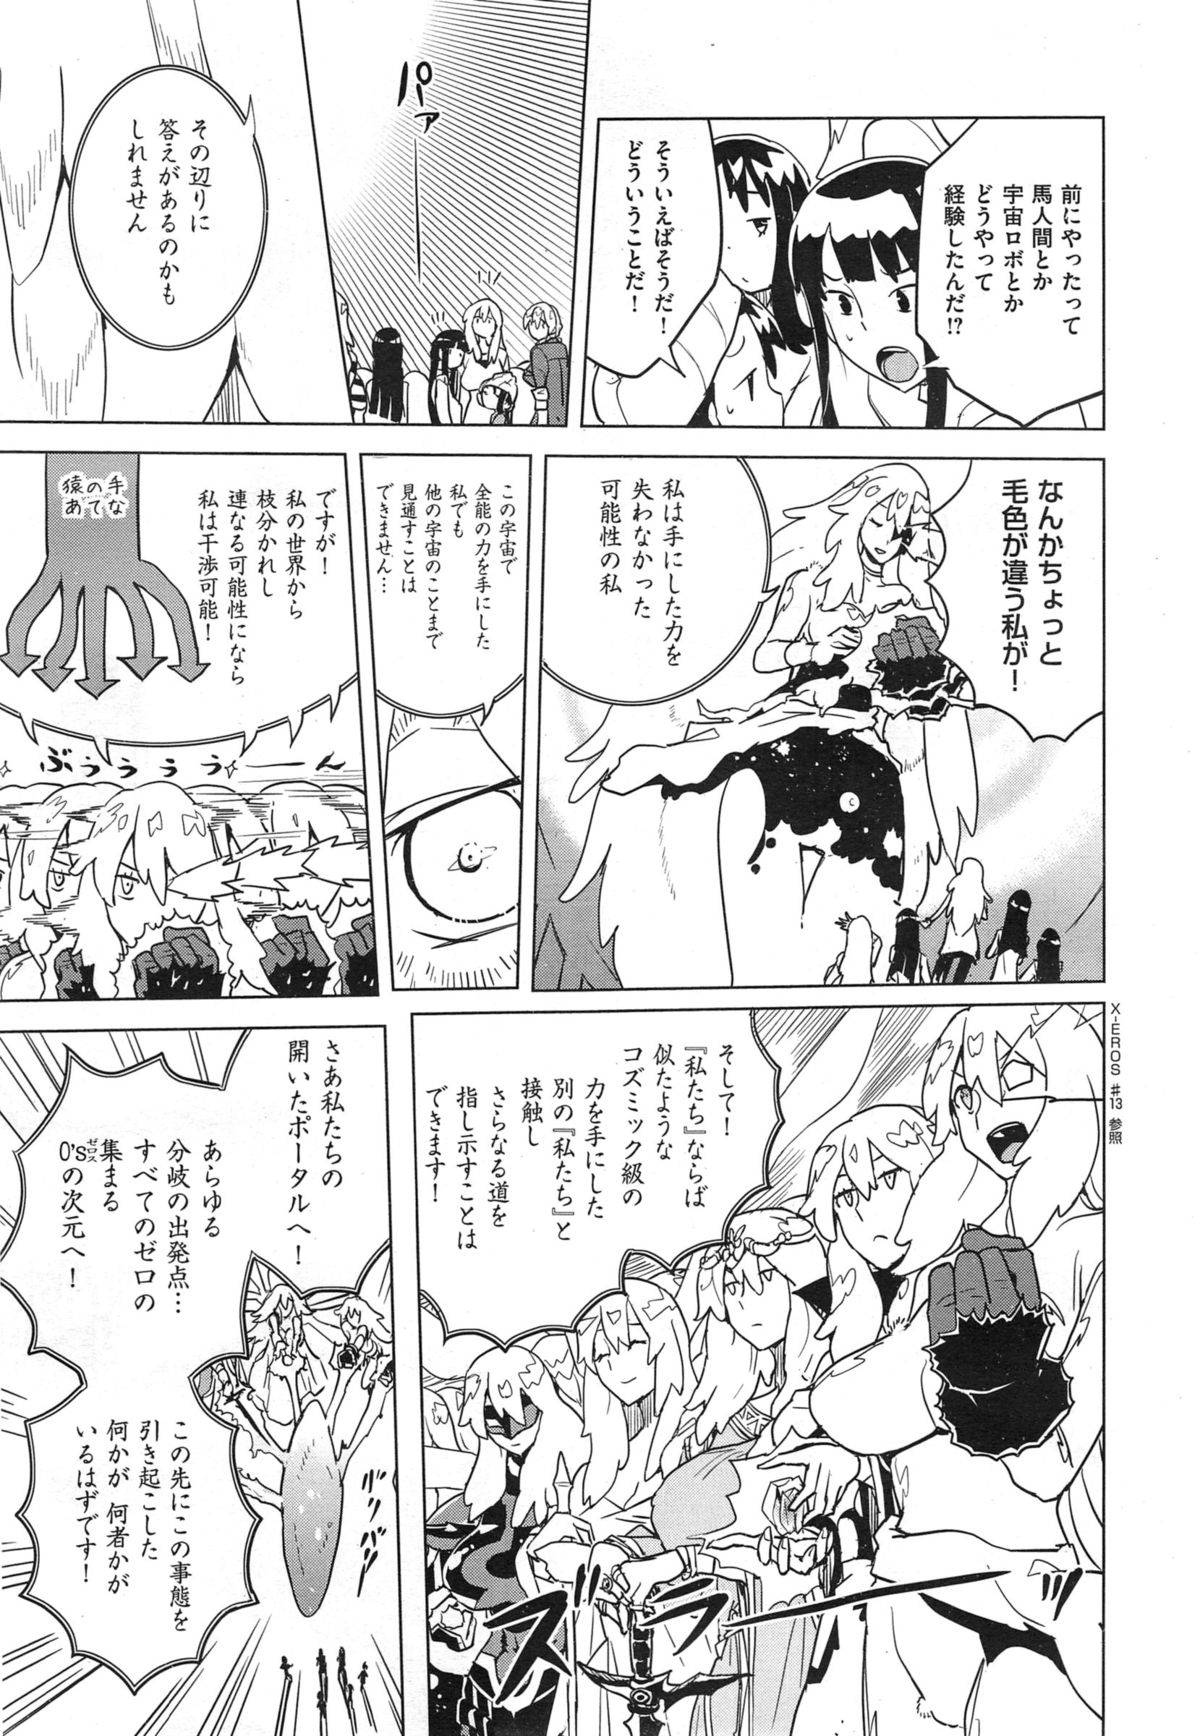 前にやったって
馬人間とか
宇宙ロボとか
どうやって
経験したんだ!?
そういえばそうだ！
どういうことだ！
パーァ
その辺りに
答えがあるのかも
しれません
なんかちょっと
毛色が違う私が！
私は手にした力を
失わなかった
可能性の私
この宇宙で
全能の力を手にした
私でも
他の宇宙のことまで
見通すことは
できません…
ですが！
私の世界から
枝分かれし
連なる可能性になら
私は干渉可能！
猿の手な
あて
ぶぅぅぅぅーん
X-EROS #13 参照
そして！
『私たち』ならば
似たような
コズミック級の
力を手にした
別の『私たち』と
接触し
さらなる道を
指し示すことは
できます！
ズラーッ
さあ私たちの
開いたポータルへ！
あらゆる
分岐の出発点…
すべてのゼロの
集まる
0'sの次元へ！
ゼロス
この先にこの事態を
引き起こした
何かが 何者かが
いるはずです！